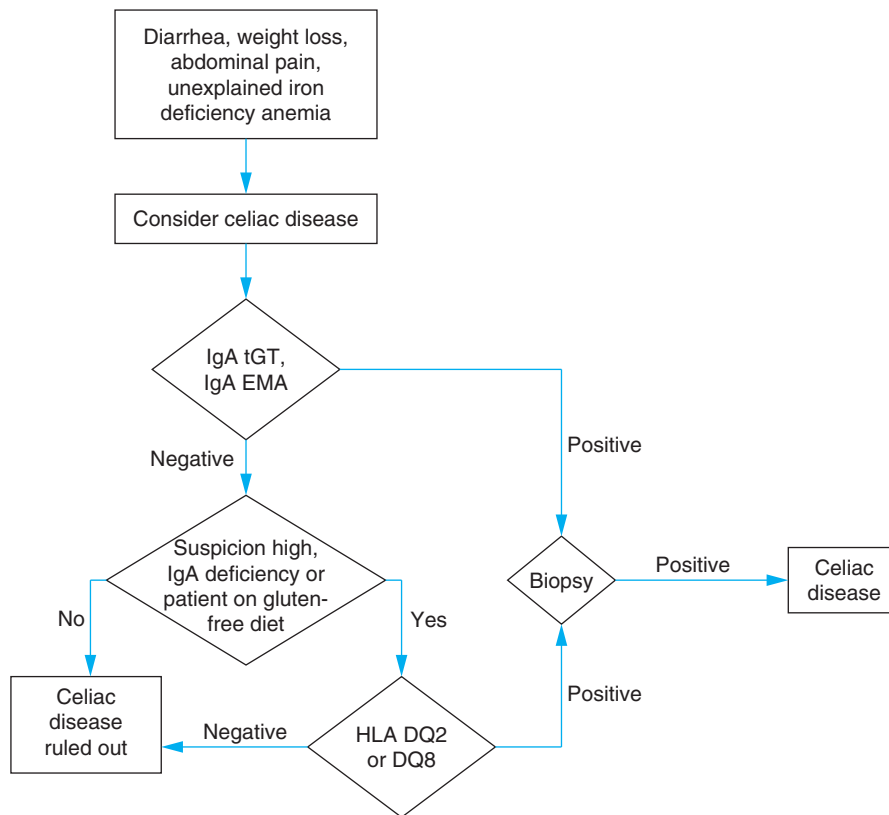 Diarrhea, weight loss,
abdominal pain,
unexplained iron
deficiency anemia
Consider celiac disease
IgA tGT,
IgA EMA
Negative
Positive
Suspicion high,
IgA deficiency or
patient on gluten-
free diet
No
Yes
Biopsy
Positive
Celiac
disease
Celiac
disease
ruled out
Negative
HLA DQ2
or DQ8
Positive